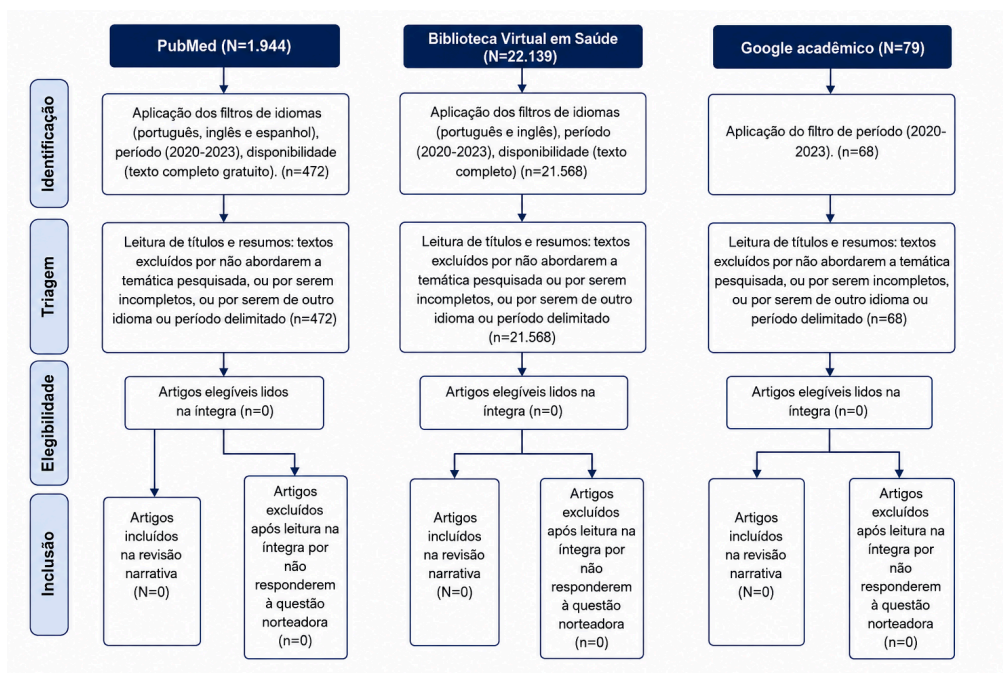 PubMed (N=1.944)
Biblioteca Virtual em Saúde
(N=22.139)
Google acadêmico (N=79)
Identificação
Aplicação dos filtros de idiomas
(português, inglês e espanhol),
período (2020-2023), disponibilidade
(texto completo gratuito). (n=472)
Aplicação dos filtros de idiomas
(português e inglês), período
(2020-2023), disponibilidade (texto
completo) (n=21.568)
Aplicação do filtro de período (2020-
2023). (n=68)
Triagem
Leitura de títulos e resumos: textos
excluídos por não abordarem a
temática pesquisada, ou por serem
incompletos, ou por serem de outro
idioma ou período delimitado (n=472)
Leitura de títulos e resumos: textos
excluídos por não abordarem a
temática pesquisada, ou por serem
incompletos, ou por serem de outro
idioma ou período delimitado
(n=21.568)
Leitura de títulos e resumos: textos
excluídos por não abordarem a temática
pesquisada, ou por serem incompletos,
ou por serem de outro idioma ou
período delimitado (n=68)
Elegibilidade
Artigos elegíveis lidos
na íntegra (n=0)
Artigos elegíveis lidos na
íntegra (n=0)
Artigos elegíveis lidos na
íntegra (n=0)
Inclusão
Artigos
incluídos
na revisão
narrativa
(N=0)
Artigos
excluídos
após leitura na
íntegra por
não
responderem
à questão
norteadora
(n=0)
Artigos
incluídos
na revisão
narrativa
(N=0)
Artigos
excluídos
após leitura na
íntegra por
não
responderem
à questão
norteadora
(n=0)
Artigos
incluídos
na revisão
narrativa
(N=0)
Artigos
excluídos
após leitura na
íntegra por
não
responderem
à questão
norteadora
(n=0)